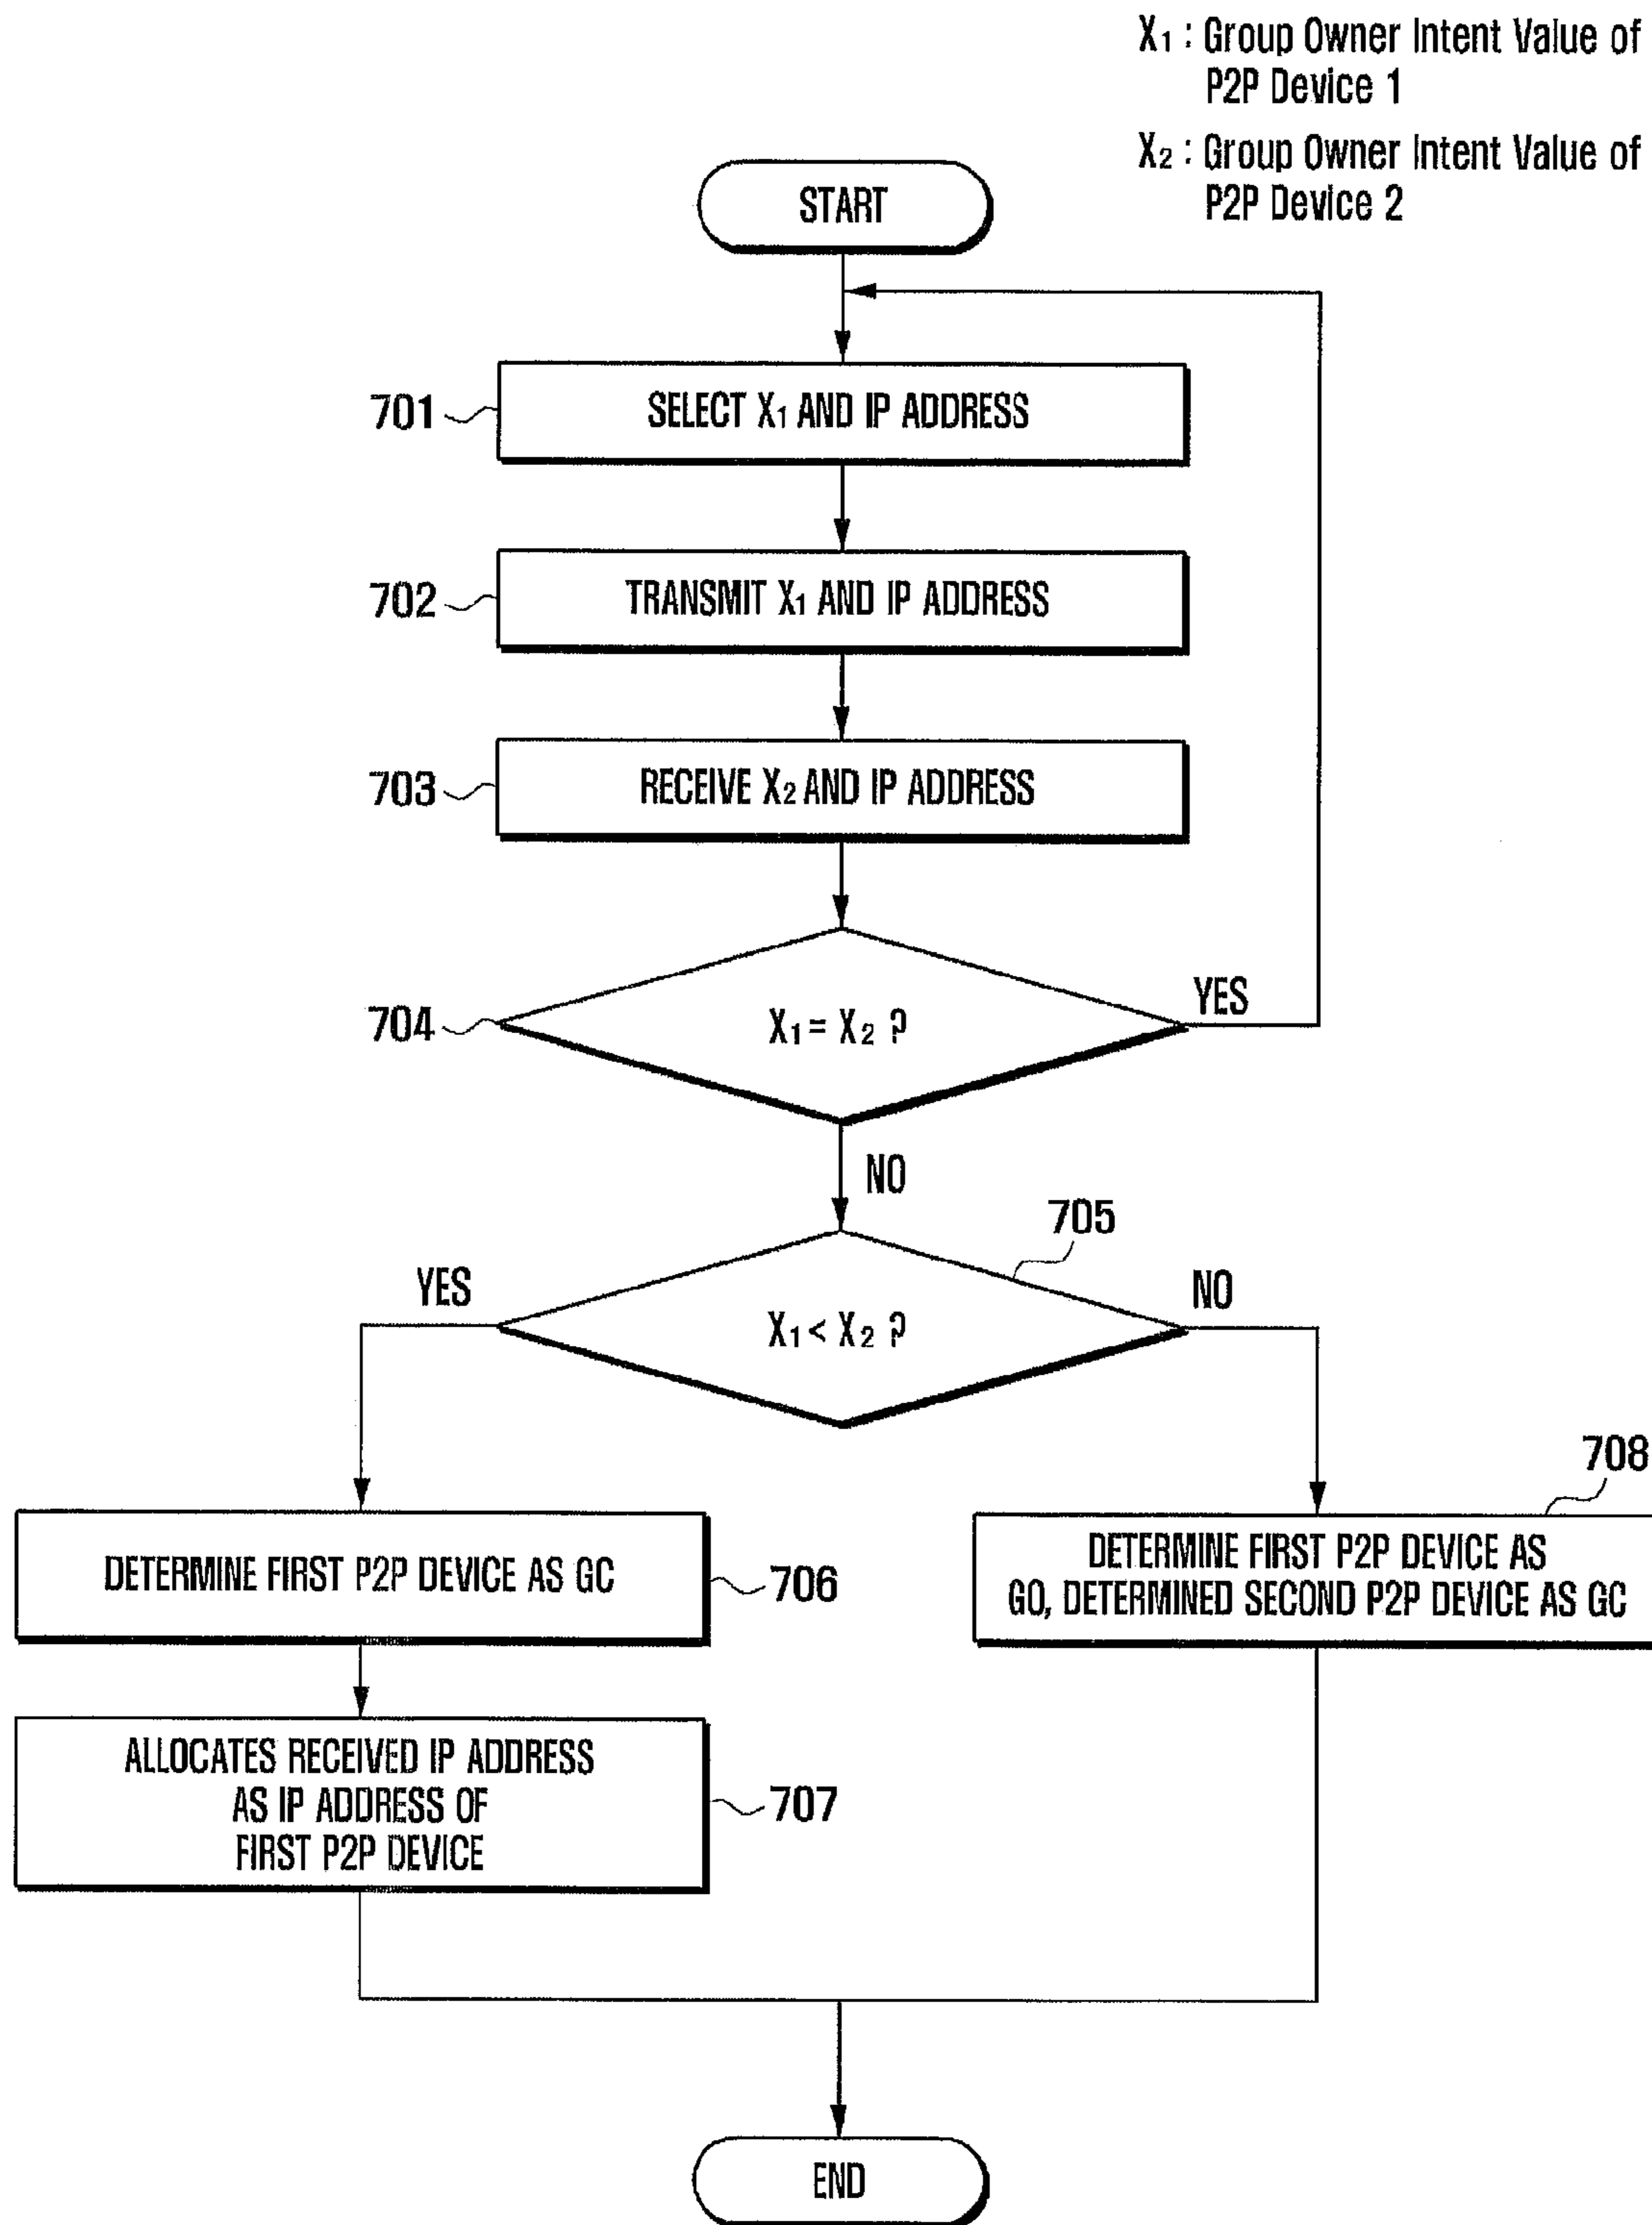 X1 : Group Owner Intent Value of
P2P Device 1
X2 : Group Owner Intent Value of
P2P Device 2
START
701
SELECT X1 AND IP ADDRESS
702
TRANSMIT X1 AND IP ADDRESS
703
RECEIVE X2 AND IP ADDRESS
704
X1 = X2 ?
YES
NO
705
YES
X1 < X2 ?
NO
708
DETERMINE FIRST P2P DEVICE AS GC
706
DETERMINE FIRST P2P DEVICE AS
GO, DETERMINED SECOND P2P DEVICE AS GC
ALLOCATES RECEIVED IP ADDRESS
AS IP ADDRESS OF
FIRST P2P DEVICE
707
END